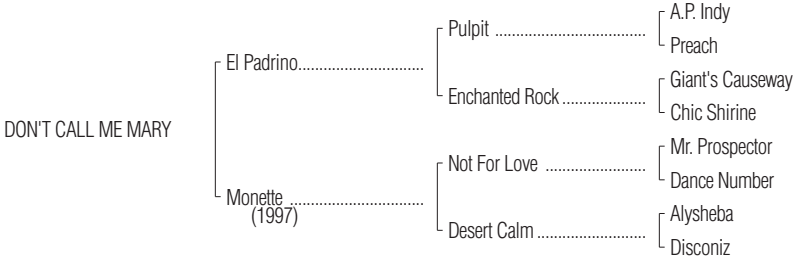 A.P. Indy
Pulpit ....................................
Preach
El Padrino..............................
Giant's Causeway
Enchanted Rock ....................
Chic Shirine
DON'T CALL ME MARY
Mr. Prospector
Not For Love ........................
Dance Number
Monette ................................
(1997)
Alysheba
Desert Calm ..........................
Disconiz